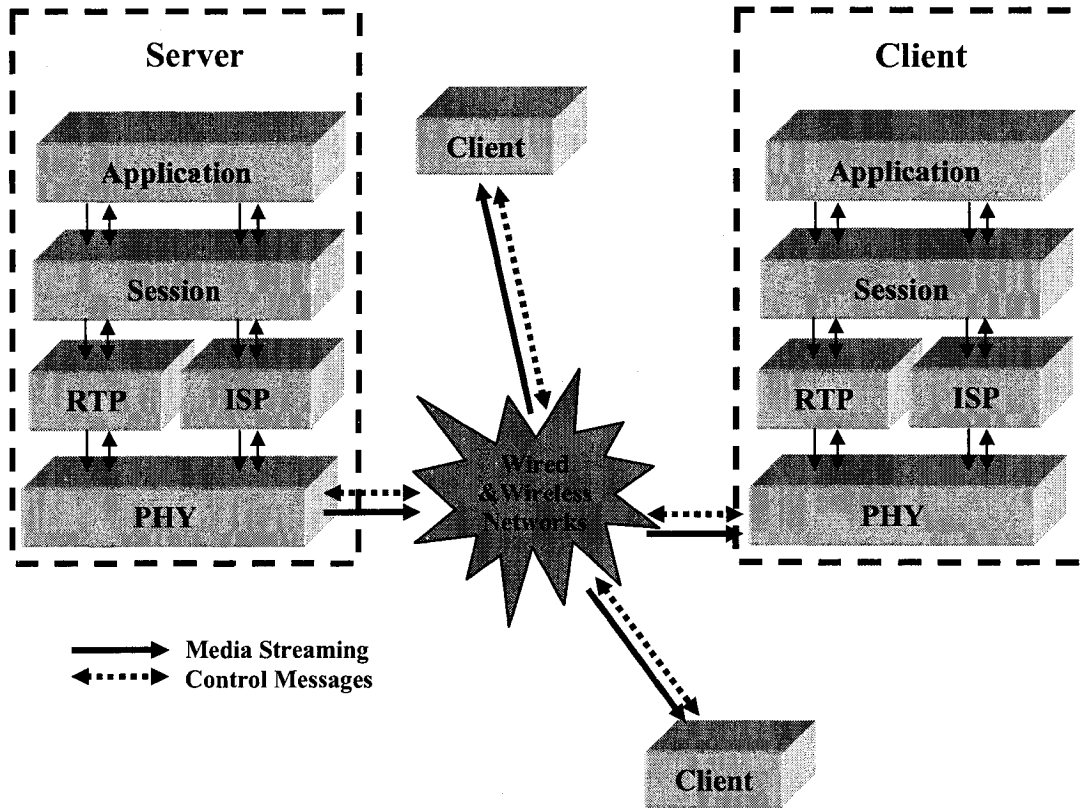 Server
Application
Session
RTP
ISP
PHY
Client
Wired
&Wireless
Networks
Client
Application
Session
RTP
ISP
PHY
Media Streaming
Control Messages
Client